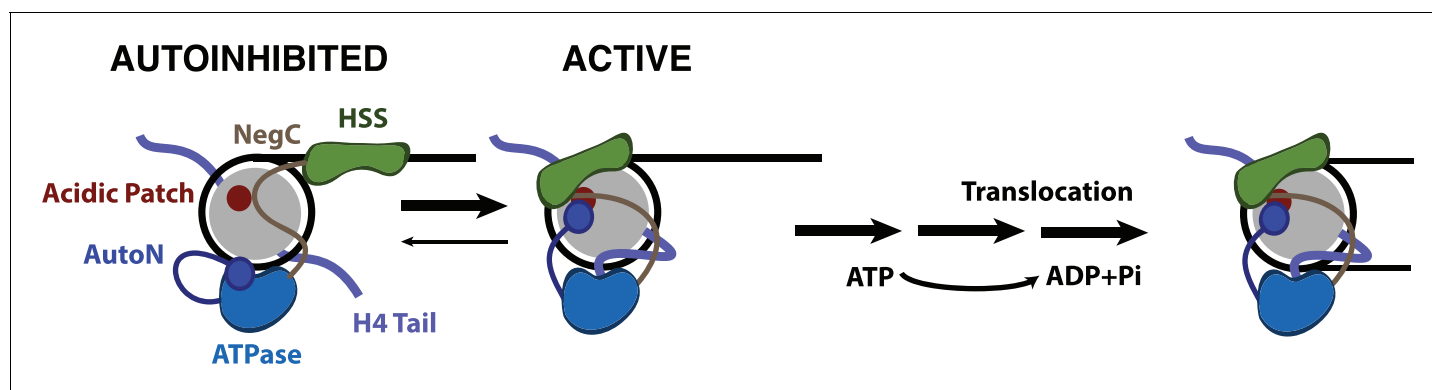 AUTOINHIBITED
ACTIVE
NegC
HSS
Acidic Patch
AutoN
H4 Tail
ATPase
Translocation
ATP
ADP+Pi